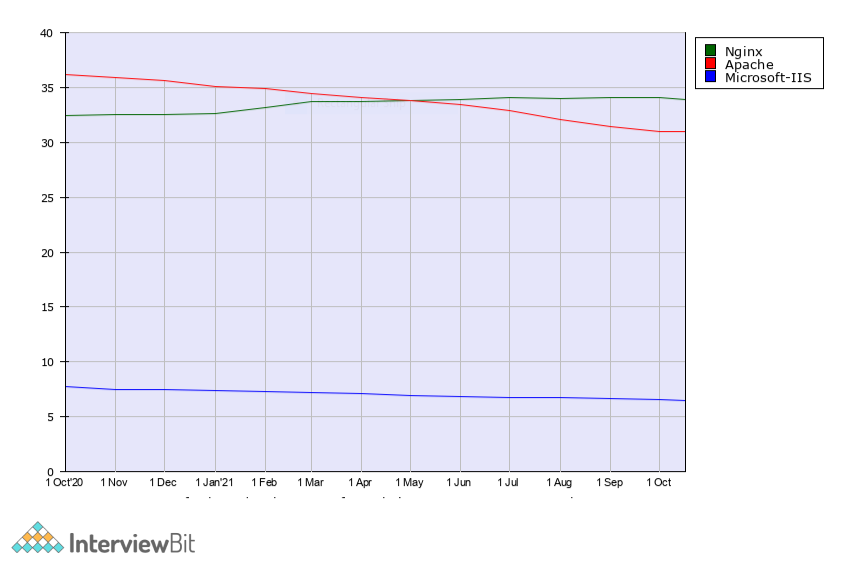 40
35
30
25
20
15
10
5
0
1 Oct'20 1 Nov 1 Dec 1 Jan'21 1 Feb 1 Mar 1 Apr 1 May 1 Jun 1 Jul 1 Aug 1 Sep 1 Oct
Nginx
Apache
Microsoft-IIS
InterviewBit